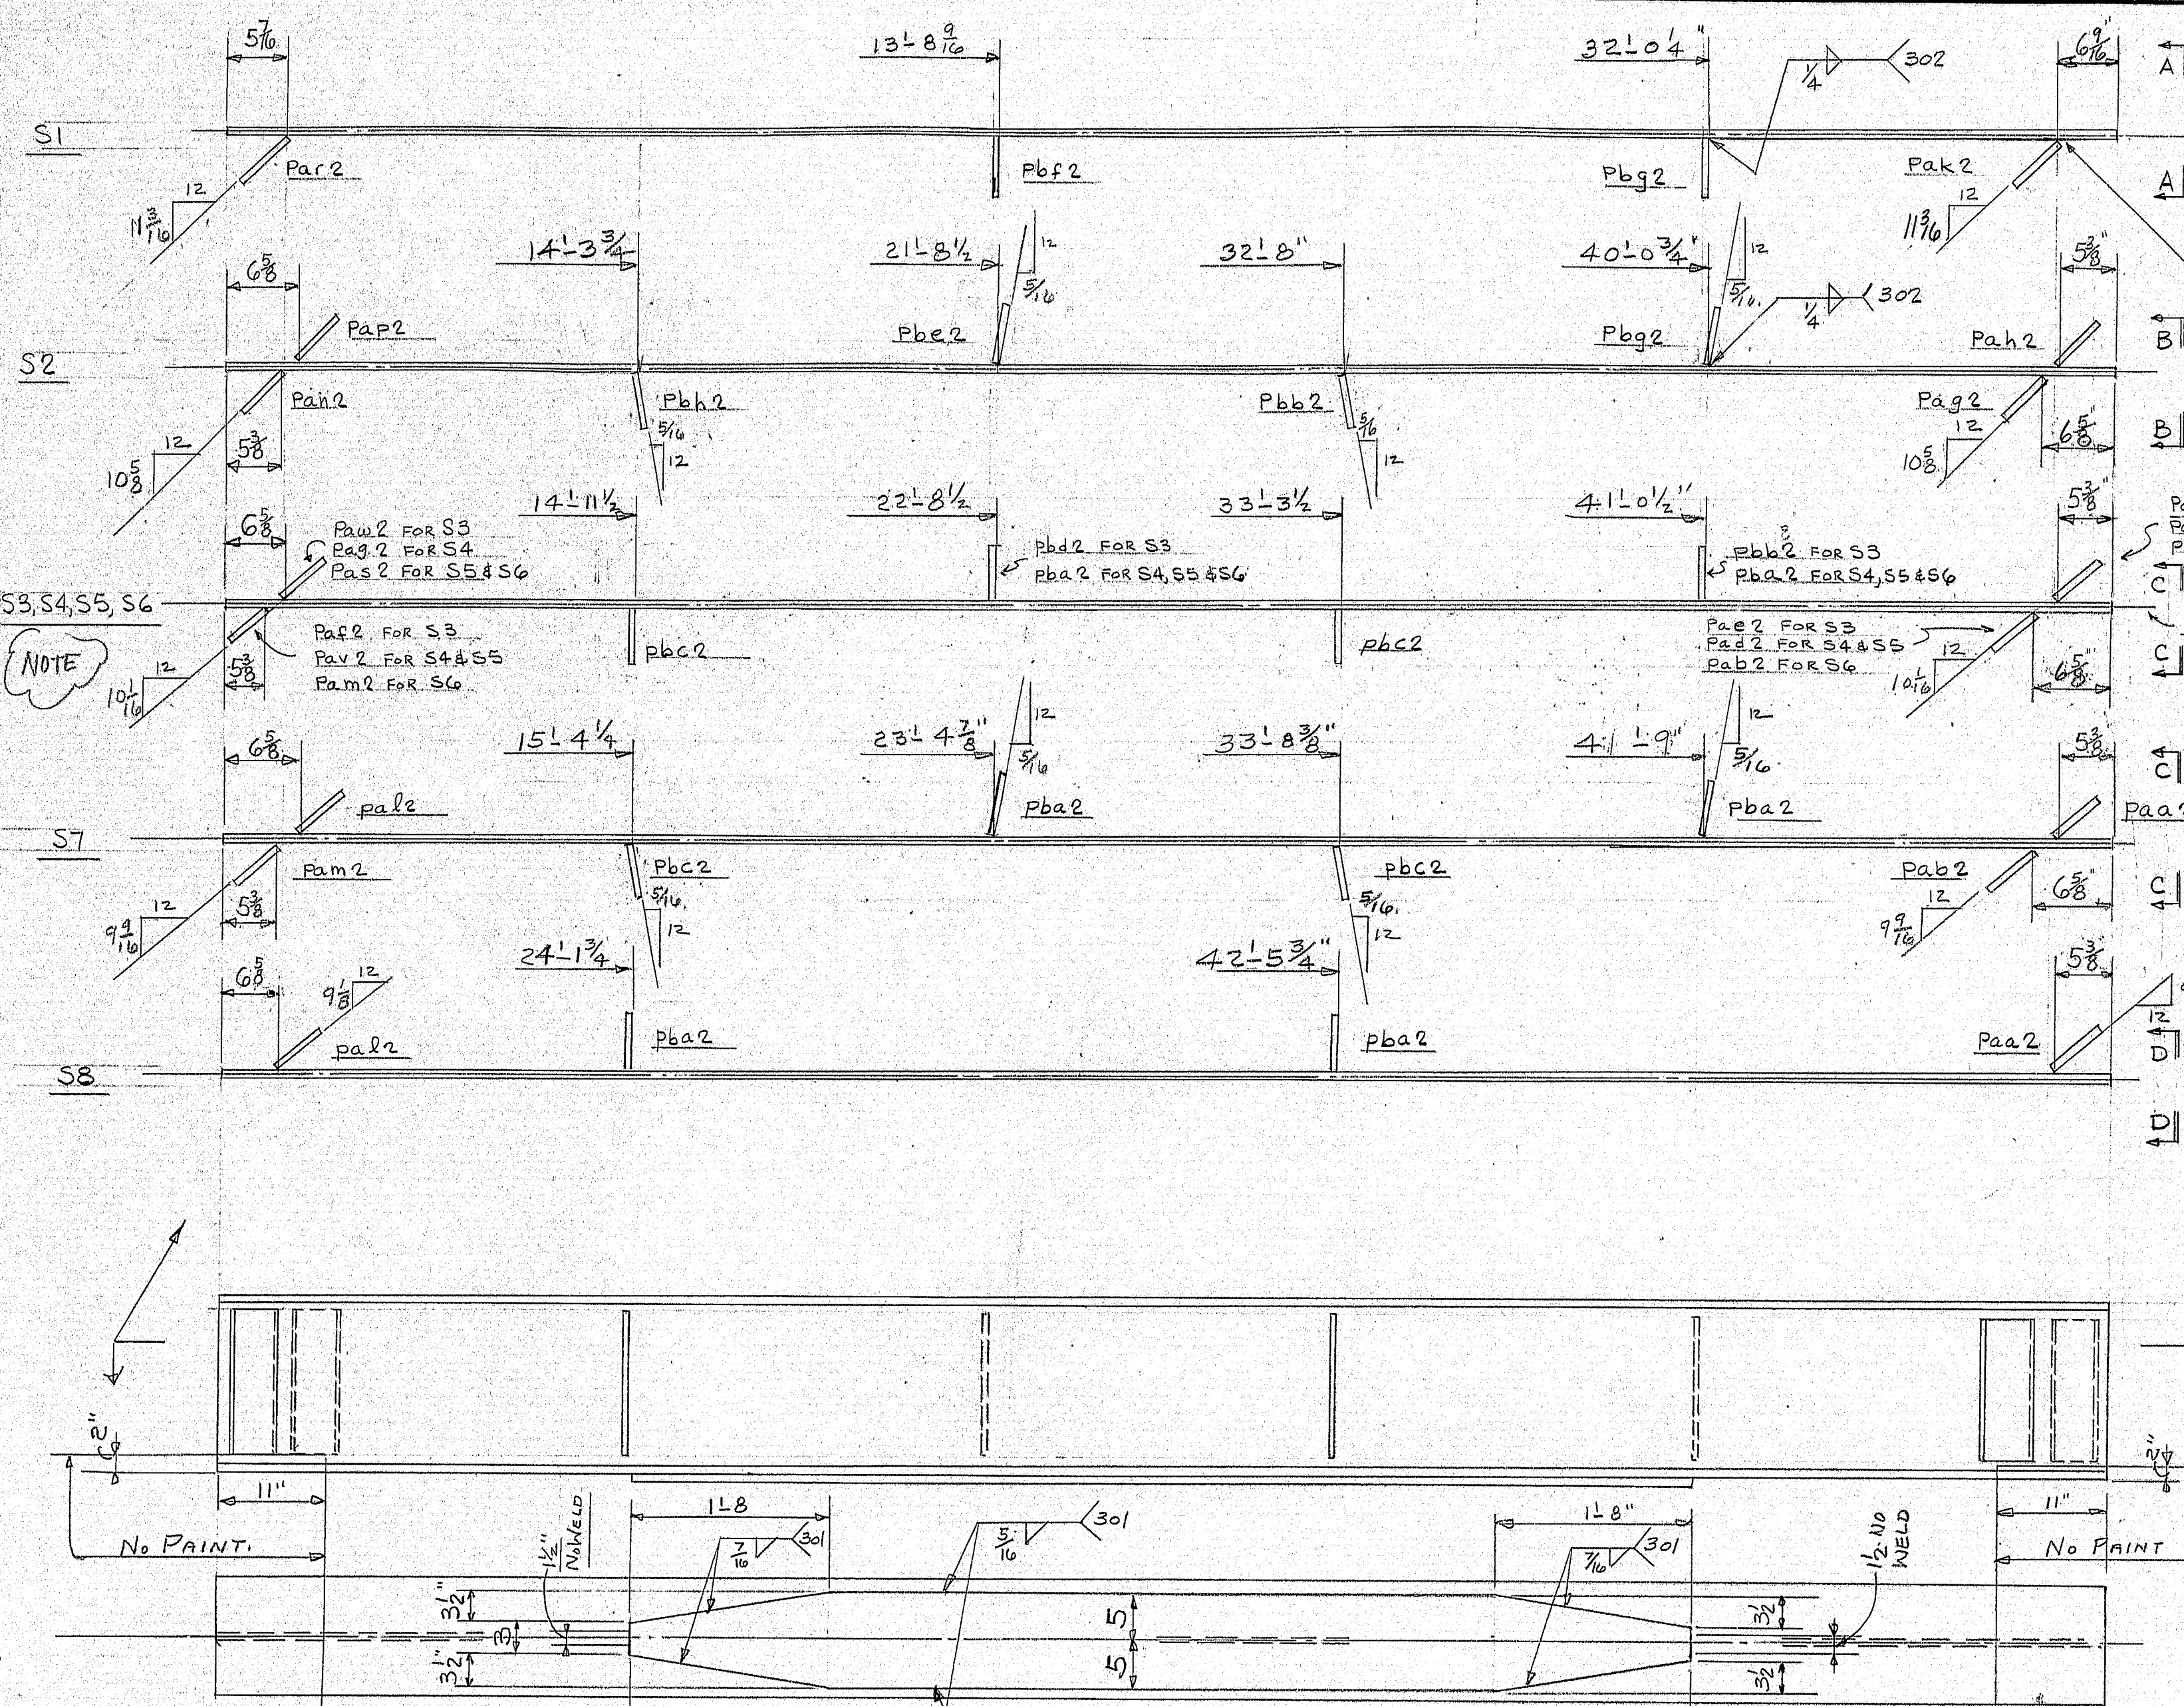 5 7/16
13'-8 9/16
32'-0 1/4"
1/4
302
6 9/16"
A
S1
Par2
Pbf2
Pbg2
Pak2
A
12
11 3/16
12
11 3/16
6 5/8
14'-3 3/4
21'-8 1/2
12
5/16
32'-8"
40'-0 3/4"
12
5/16
1/4
302
5 3/8"
Pap2
Pbe2
Pbg2
Pah2
B
S2
Pan2
Pbh2
Pbb2
Pag2
5/16
12
5/16
12
12
10 5/8
5 3/8
12
10 5/8
6 5/8"
B
6 5/8
14'-11 1/2
22'-8 1/2
33'-3 1/2
41'-0 1/2"
5 3/8"
Paw2 FOR S3
Pag2 FOR S4
Pas2 FOR S5 & S6
pbd2 FOR S3
pba2 FOR S4, S5 & S6
pbb2 FOR S3
pba2 FOR S4, S5 & S6
C
S3, S4, S5, S6
NOTE
Paf2 FOR S3
Pav2 FOR S4 & S5
Pam2 FOR S6
pbc2
pbc2
Pae2 FOR S3
Pad2 FOR S4 & S5
pab2 FOR S6
C
12
10 1/16
5 3/8
12
10 1/16
6 5/8"
6 5/8
15'-4 1/4
23'-4 7/8"
12
5/16
33'-8 3/8"
41'-9"
12
5/16
5 3/8"
C
pal2
Pba2
Pba2
Paa2
S7
Pam2
Pbc2
pbc2
Pab2
C
5/16
12
5/16
12
12
9 9/16
5 3/8
12
9 9/16
6 5/8"
6 5/8
9 1/8
12
24'-1 3/4
42'-5 3/4"
5 3/8"
12
pal2
pba2
pba2
Paa2
D
S8
D
2"
2"
11"
No PAINT.
1 1/2" No WELD
1'-8
7/16
301
5/16
301
1'-8"
7/16
301
1 1/2 NO WELD
11"
No PAINT
3 1/2"
3
3 1/2"
5
5
3 1/2
3 1/2